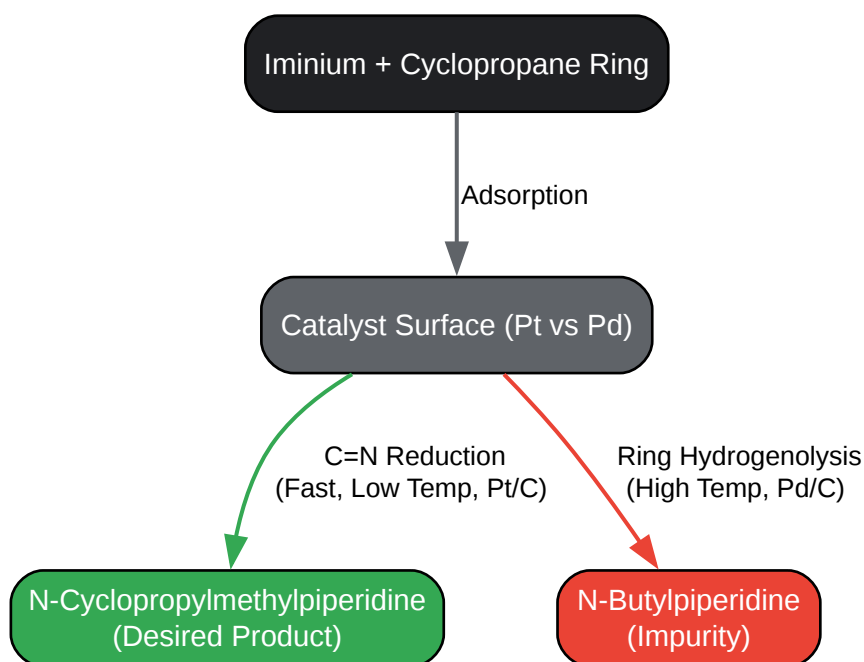 Iminium + Cyclopropane Ring
Adsorption
Catalyst Surface (Pt vs Pd)
C=N Reduction
(Fast, Low Temp, Pt/C)
Ring Hydrogenolysis
(High Temp, Pd/C)
N-Cyclopropylmethylpiperidine
(Desired Product)
N-Butylpiperidine
(Impurity)